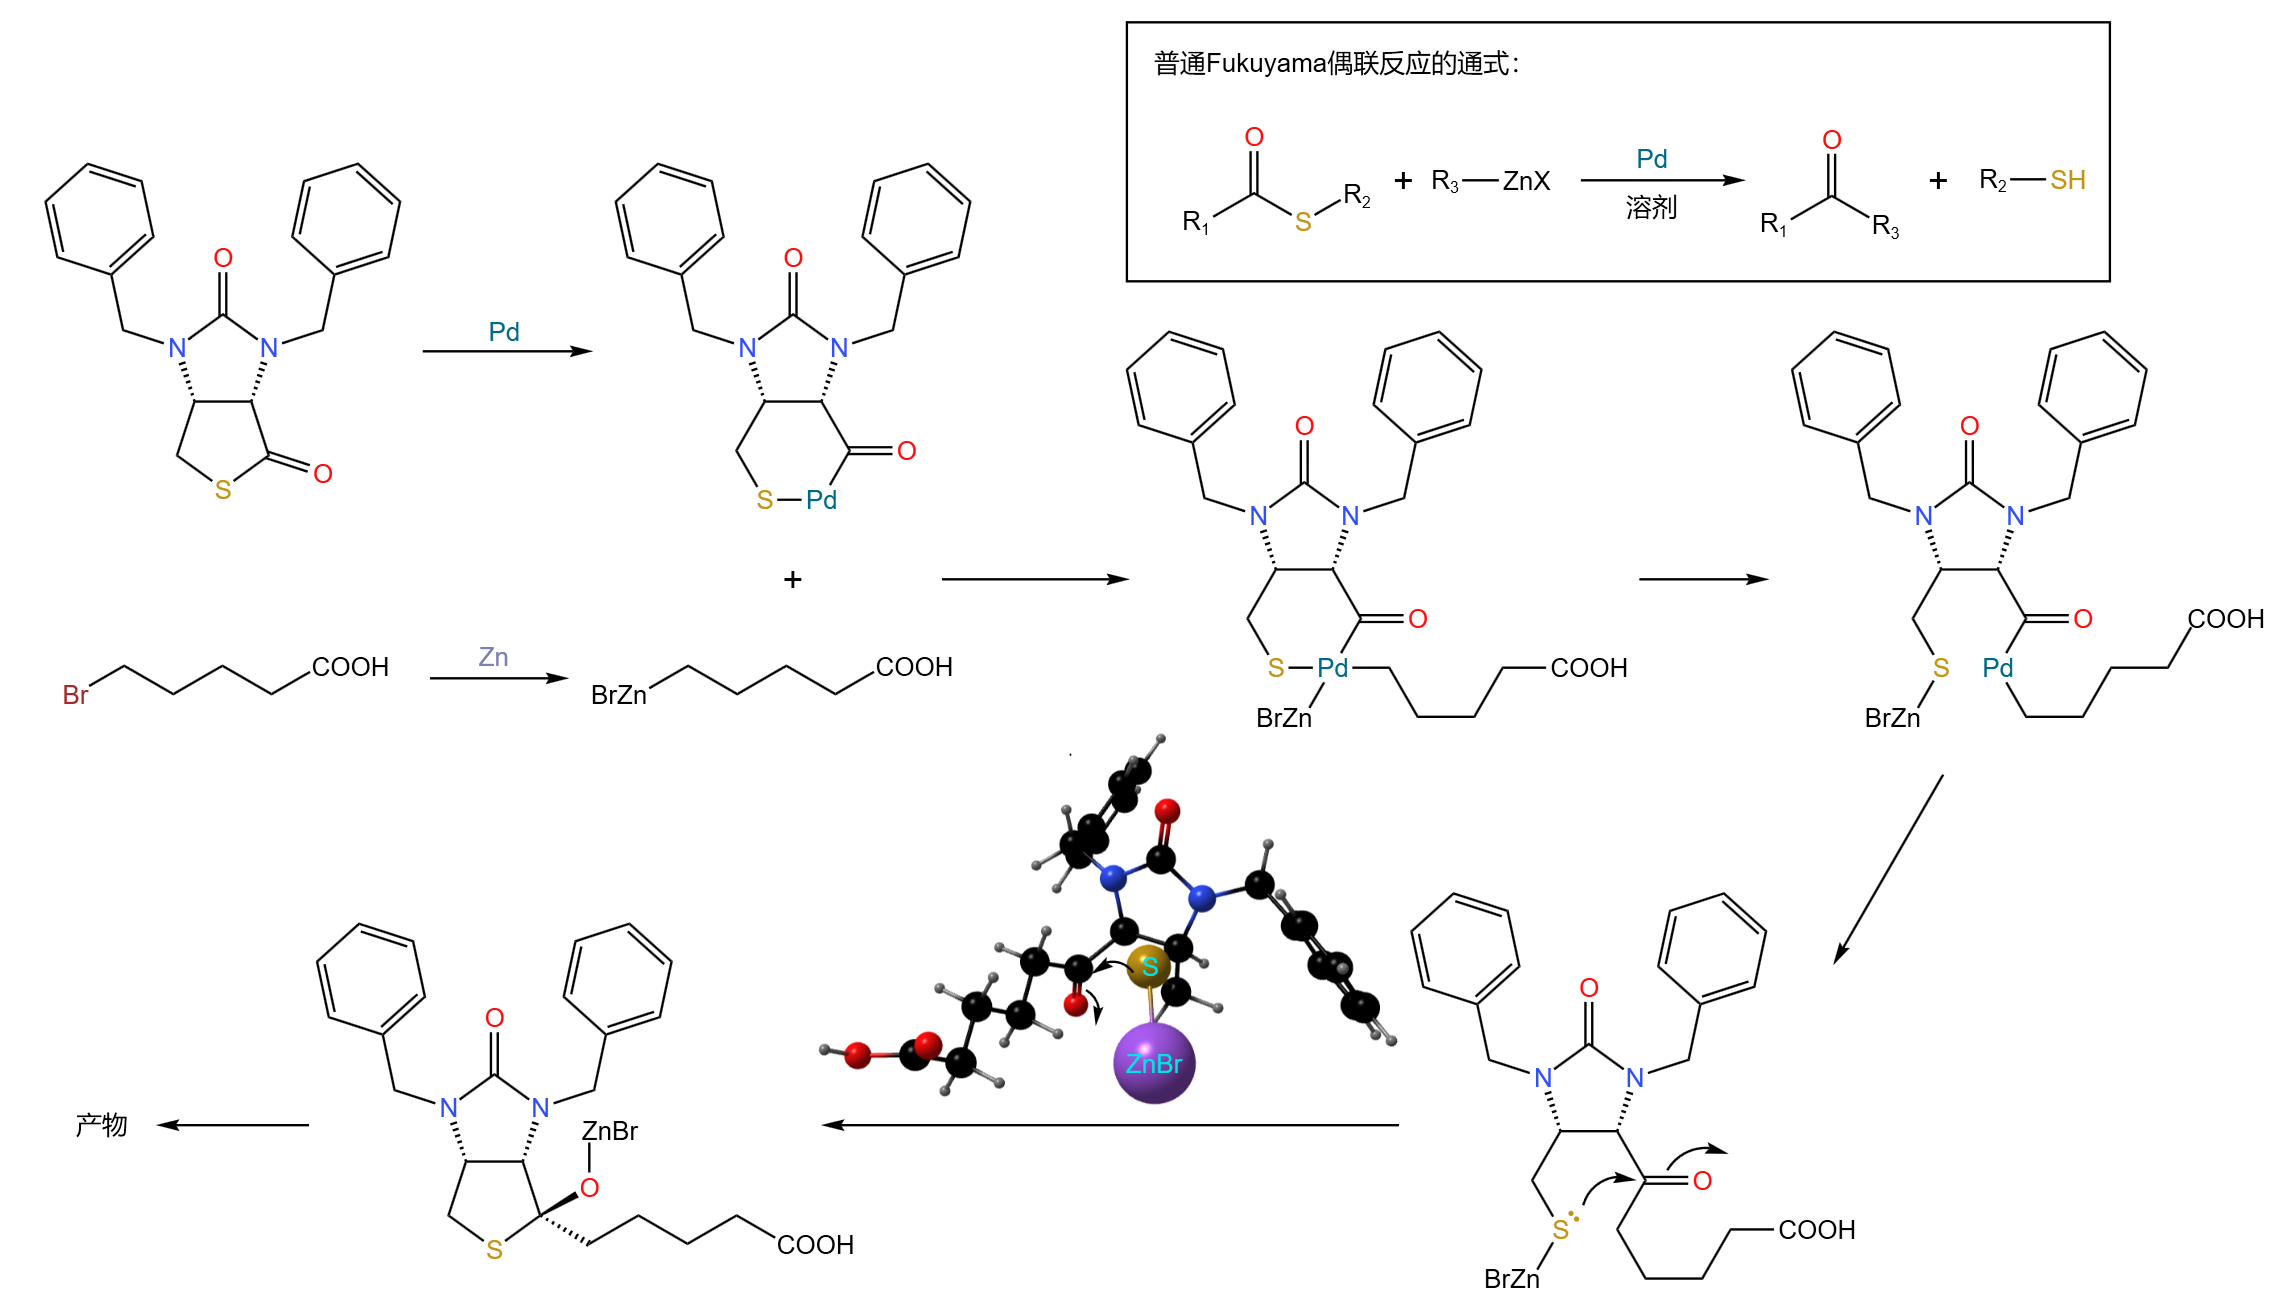 普通Fukuyama偶联反应的通式：
O
R1
S
R2
+
R3
ZnX
Pd
溶剂
O
R1
R3
+
R2
SH
O
N
N
S
O
Pd
O
N
N
O
S
Pd
+
Br
COOH
Zn
BrZn
COOH
O
N
N
O
S
Pd
COOH
BrZn
O
N
N
O
COOH
S
Pd
BrZn
O
N
N
O
S
COOH
BrZn
S
ZnBr
O
N
N
ZnBr
O
S
COOH
产物